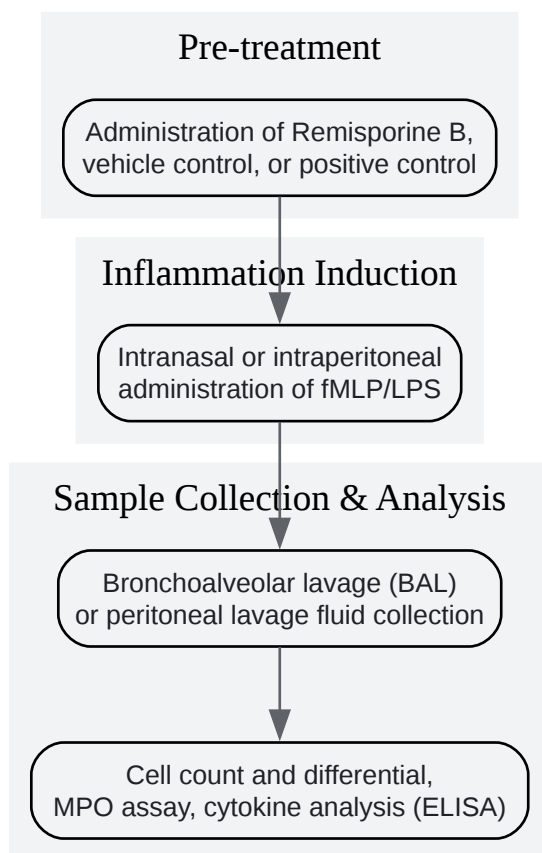 Pre-treatment
Administration of Remisporine B,
vehicle control, or positive control
Inflammation Induction
Intranasal or intraperitoneal
administration of fMLP/LPS
Sample Collection & Analysis
Bronchoalveolar lavage (BAL)
or peritoneal lavage fluid collection
Cell count and differential,
MPO assay, cytokine analysis (ELISA)